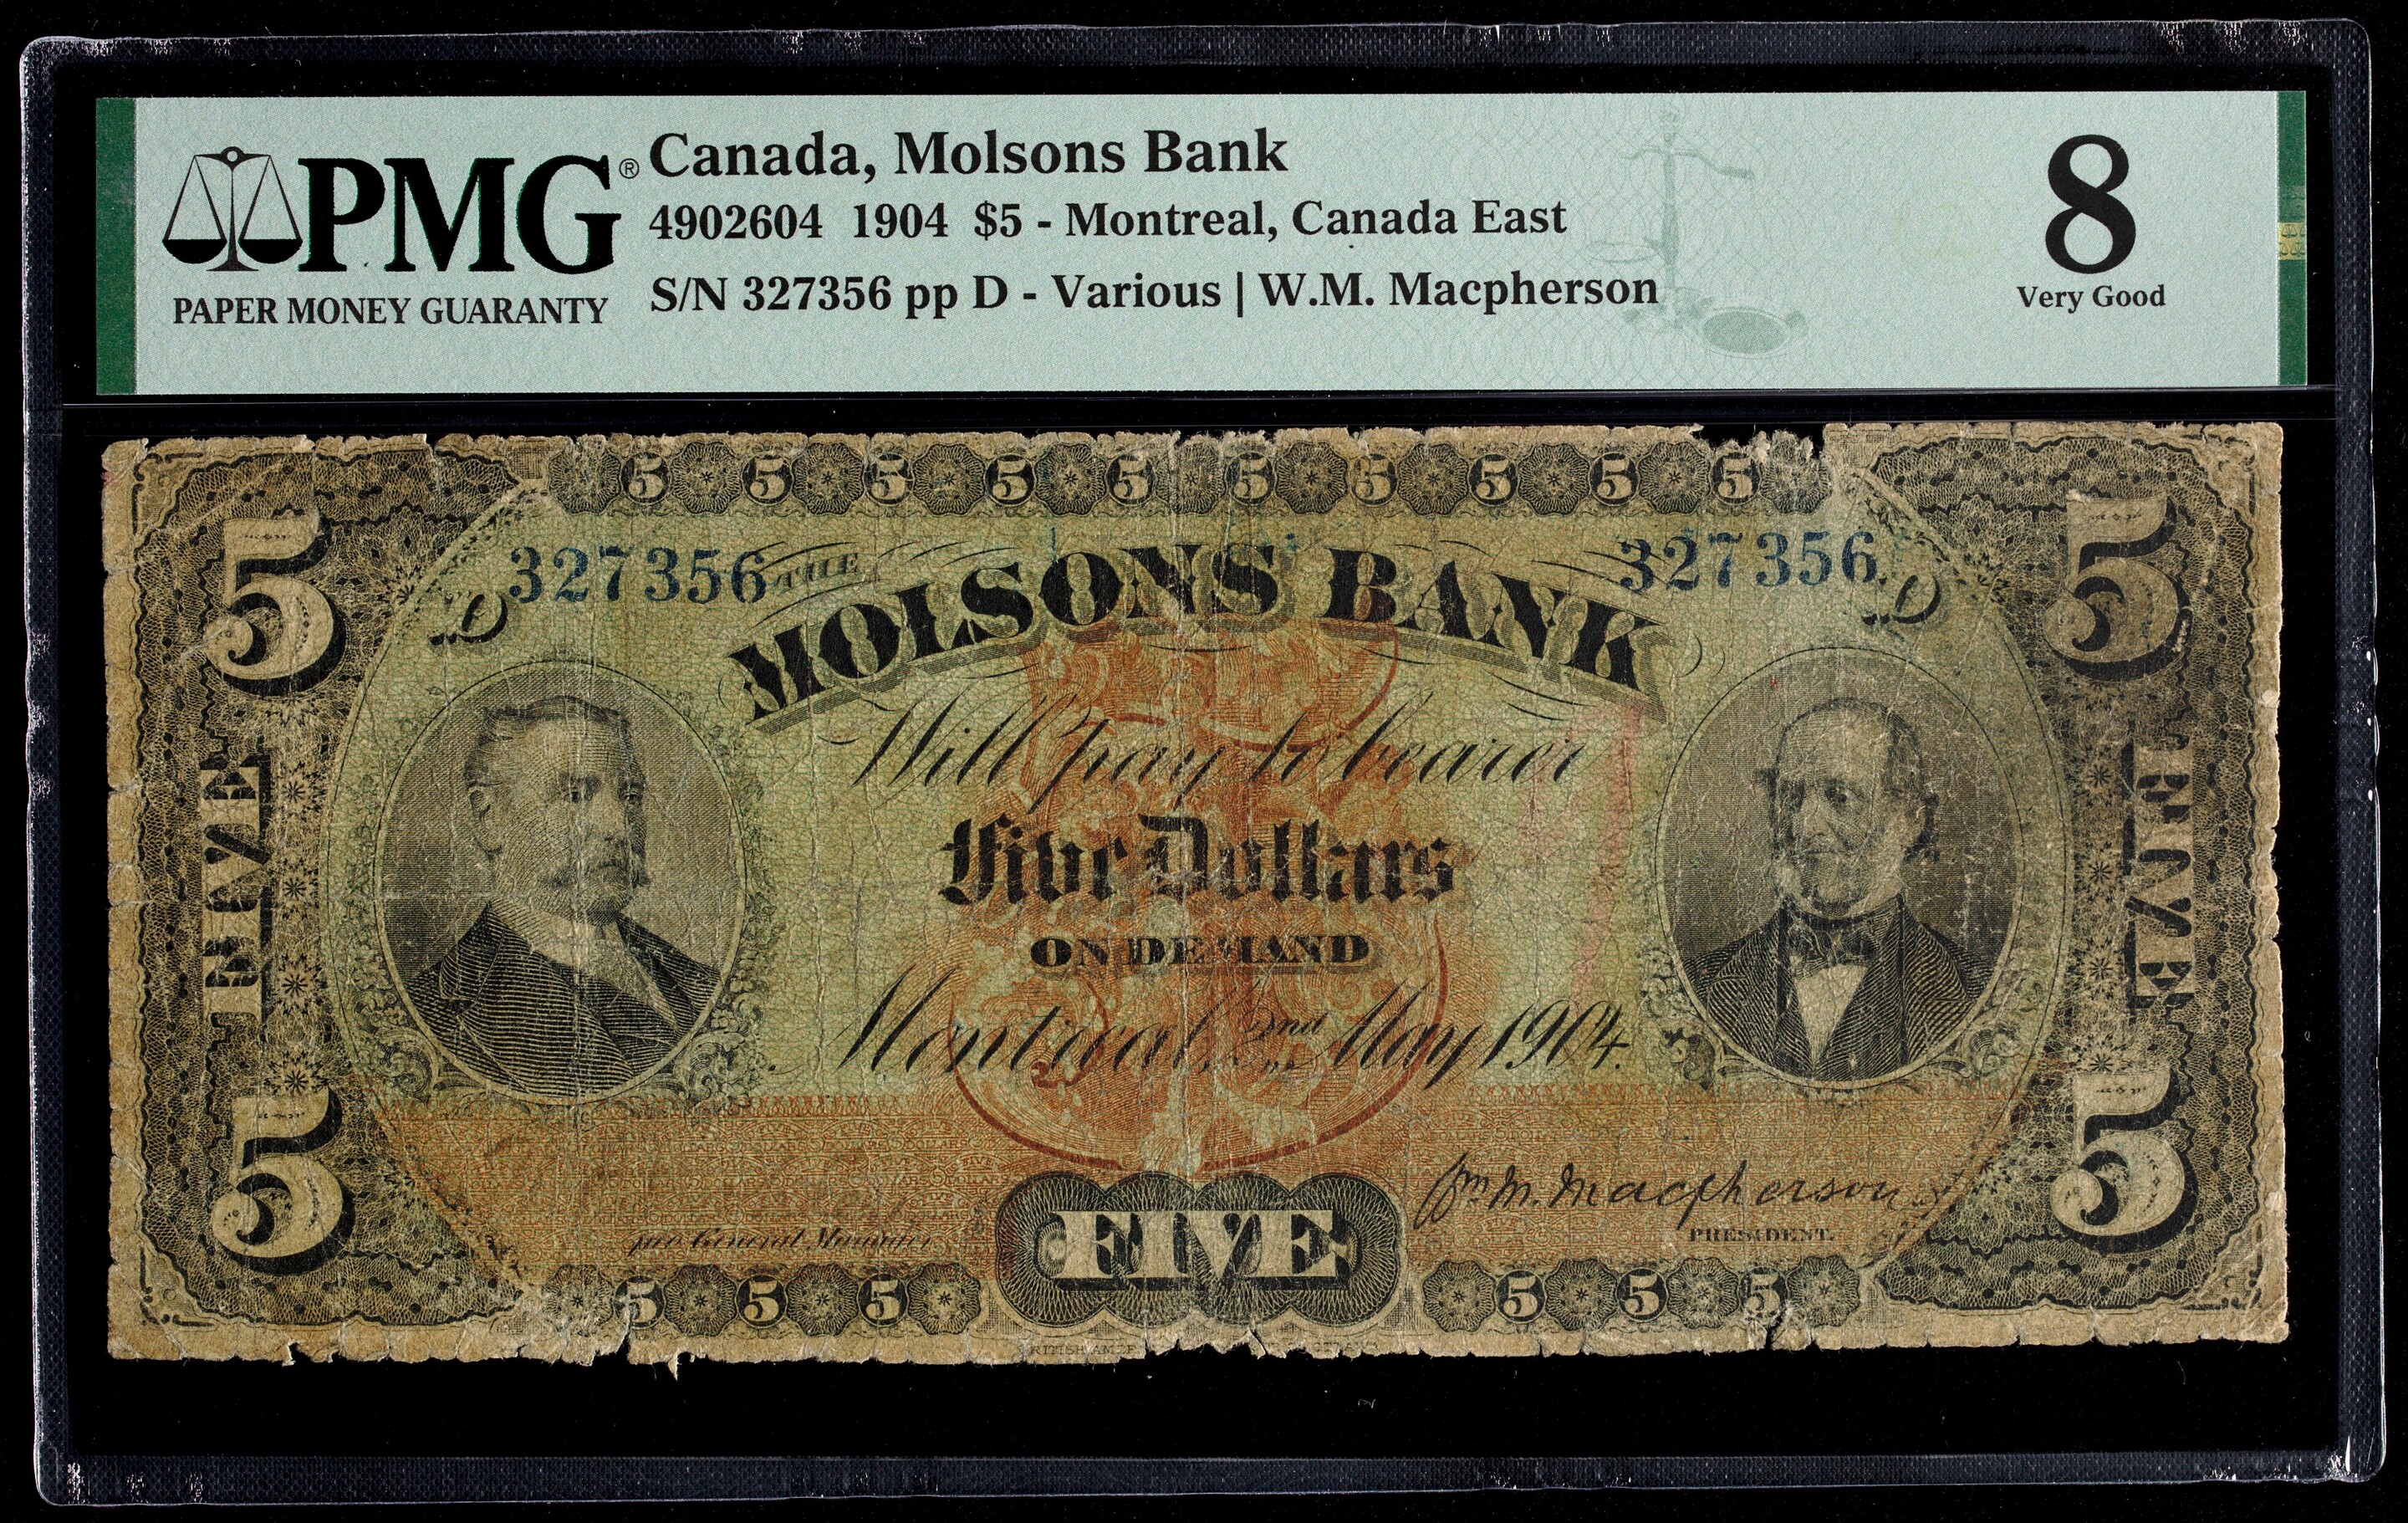 PMG®
PAPER MONEY GUARANTY
Canada, Molsons Bank
4902604 1904 $5 - Montreal, Canada East
S/N 327356 pp D - Various | W.M. Macpherson
8
Very Good
5 5 5 5 5 5 5 5 5 5
5 5
D 327356 327356 D
THE
MOLSONS BANK
Will pay to bearer
Five Dollars
ON DEMAND
Montreal, 2nd May 1904.
FIVE FIVE
5 5
Wm. M. Macpherson
pro General Manager
PRESIDENT.
FIVE
5 5 5 5 5 5